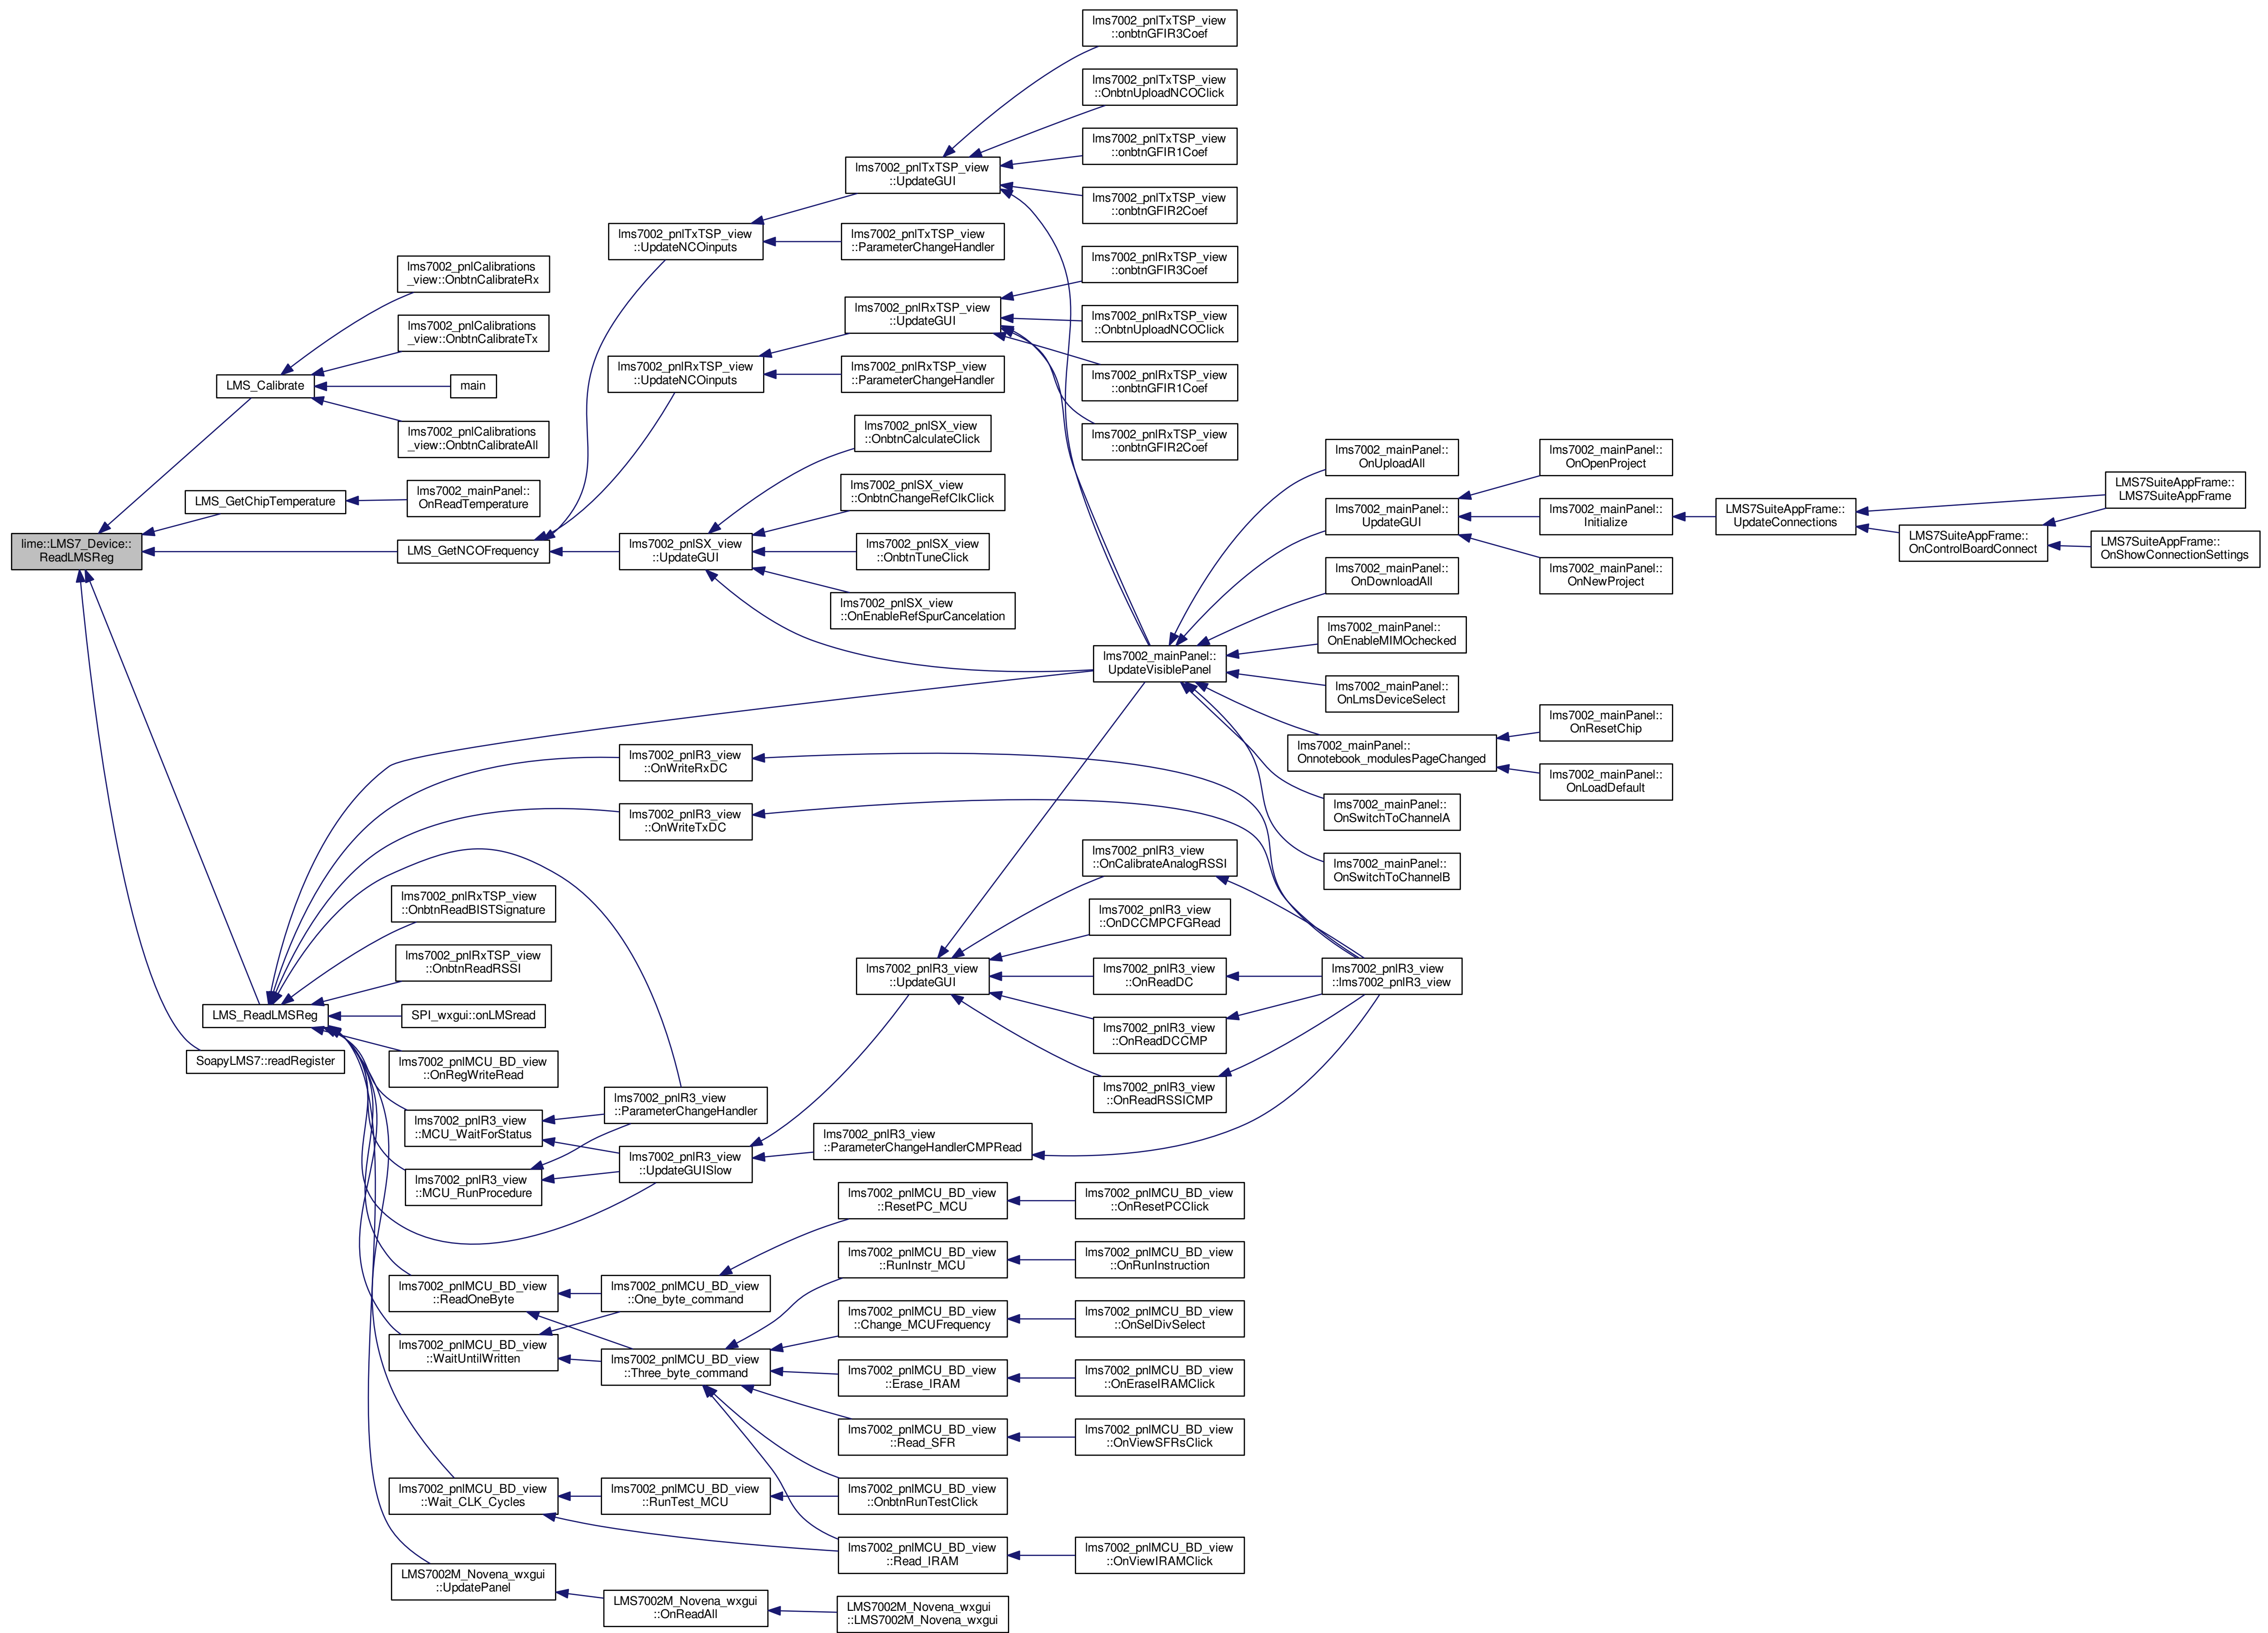 lms7002_pnlTxTSP_view
::onbtnGFIR3Coef
lms7002_pnlTxTSP_view
::OnbtnUploadNCOClick
lms7002_pnlTxTSP_view
::onbtnGFIR1Coef
lms7002_pnlTxTSP_view
::UpdateGUI
lms7002_pnlTxTSP_view
::onbtnGFIR2Coef
lms7002_pnlTxTSP_view
::UpdateNCOinputs
lms7002_pnlTxTSP_view
::ParameterChangeHandler
lms7002_pnlRxTSP_view
::onbtnGFIR3Coef
lms7002_pnlCalibrations
_view::OnbtnCalibrateRx
lms7002_pnlRxTSP_view
::UpdateGUI
lms7002_pnlRxTSP_view
::OnbtnUploadNCOClick
lms7002_pnlCalibrations
_view::OnbtnCalibrateTx
lms7002_pnlRxTSP_view
::UpdateNCOinputs
lms7002_pnlRxTSP_view
::ParameterChangeHandler
lms7002_pnlRxTSP_view
::onbtnGFIR1Coef
LMS_Calibrate
main
lms7002_pnlCalibrations
_view::OnbtnCalibrateAll
lms7002_pnlSX_view
::OnbtnCalculateClick
lms7002_pnlRxTSP_view
::onbtnGFIR2Coef
lms7002_mainPanel::
OnUploadAll
lms7002_mainPanel::
OnOpenProject
LMS_GetChipTemperature
lms7002_mainPanel::
OnReadTemperature
lms7002_pnlSX_view
::OnbtnChangeRefClkClick
lms7002_mainPanel::
UpdateGUI
lms7002_mainPanel::
Initialize
LMS7SuiteAppFrame::
UpdateConnections
LMS7SuiteAppFrame::
LMS7SuiteAppFrame
lime::LMS7_Device::
ReadLMSReg
LMS_GetNCOFrequency
lms7002_pnlSX_view
::UpdateGUI
lms7002_pnlSX_view
::OnbtnTuneClick
LMS7SuiteAppFrame::
OnControlBoardConnect
LMS7SuiteAppFrame::
OnShowConnectionSettings
lms7002_mainPanel::
OnDownloadAll
lms7002_mainPanel::
OnNewProject
lms7002_pnlSX_view
::OnEnableRefSpurCancelation
lms7002_mainPanel::
OnEnableMIMOchecked
lms7002_mainPanel::
UpdateVisiblePanel
lms7002_mainPanel::
OnLmsDeviceSelect
lms7002_mainPanel::
OnResetChip
lms7002_pnlR3_view
::OnWriteRxDC
lms7002_mainPanel::
Onnotebook_modulesPageChanged
lms7002_mainPanel::
OnLoadDefault
lms7002_pnlR3_view
::OnWriteTxDC
lms7002_mainPanel::
OnSwitchToChannelA
lms7002_pnlR3_view
::OnCalibrateAnalogRSSI
lms7002_mainPanel::
OnSwitchToChannelB
lms7002_pnlRxTSP_view
::OnbtnReadBISTSignature
lms7002_pnlR3_view
::OnDCCMPCFGRead
lms7002_pnlRxTSP_view
::OnbtnReadRSSI
lms7002_pnlR3_view
::UpdateGUI
lms7002_pnlR3_view
::OnReadDC
lms7002_pnlR3_view
::lms7002_pnlR3_view
LMS_ReadLMSReg
SPI_wxgui::onLMSread
lms7002_pnlR3_view
::OnReadDCCMP
SoapyLMS7::readRegister
lms7002_pnlMCU_BD_view
::OnRegWriteRead
lms7002_pnlR3_view
::OnReadRSSICMP
lms7002_pnlR3_view
::MCU_WaitForStatus
lms7002_pnlR3_view
::ParameterChangeHandler
lms7002_pnlR3_view
::ParameterChangeHandlerCMPRead
lms7002_pnlR3_view
::MCU_RunProcedure
lms7002_pnlR3_view
::UpdateGUISlow
lms7002_pnlMCU_BD_view
::ResetPC_MCU
lms7002_pnlMCU_BD_view
::OnResetPCClick
lms7002_pnlMCU_BD_view
::RunInstr_MCU
lms7002_pnlMCU_BD_view
::OnRunInstruction
lms7002_pnlMCU_BD_view
::ReadOneByte
lms7002_pnlMCU_BD_view
::One_byte_command
lms7002_pnlMCU_BD_view
::Change_MCUFrequency
lms7002_pnlMCU_BD_view
::OnSelDivSelect
lms7002_pnlMCU_BD_view
::WaitUntilWritten
lms7002_pnlMCU_BD_view
::Three_byte_command
lms7002_pnlMCU_BD_view
::Erase_IRAM
lms7002_pnlMCU_BD_view
::OnEraseIRAMClick
lms7002_pnlMCU_BD_view
::Read_SFR
lms7002_pnlMCU_BD_view
::OnViewSFRsClick
lms7002_pnlMCU_BD_view
::Wait_CLK_Cycles
lms7002_pnlMCU_BD_view
::RunTest_MCU
lms7002_pnlMCU_BD_view
::OnbtnRunTestClick
lms7002_pnlMCU_BD_view
::Read_IRAM
lms7002_pnlMCU_BD_view
::OnViewIRAMClick
LMS7002M_Novena_wxgui
::UpdatePanel
LMS7002M_Novena_wxgui
::OnReadAll
LMS7002M_Novena_wxgui
::LMS7002M_Novena_wxgui